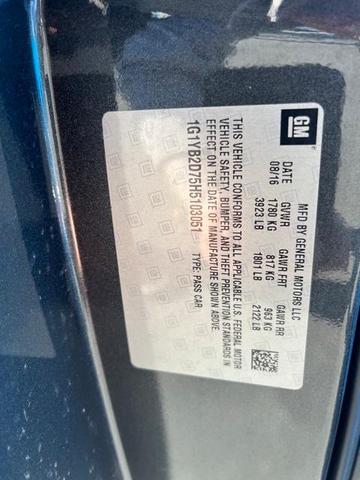 GM
MFD BY GENERAL MOTORS LLC
DATE GVWR GAWR FRT GAWR RR
08/16 1780 KG 817 KG 963 KG
3923 LB 1801 LB 2122 LB
THIS VEHICLE CONFORMS TO ALL APPLICABLE U.S. FEDERAL MOTOR
VEHICLE SAFETY, BUMPER, AND THEFT PREVENTION STANDARDS IN
EFFECT ON THE DATE OF MANUFACTURE SHOWN ABOVE.
1G1YB2D75H5103051 TYPE: PASS CAR